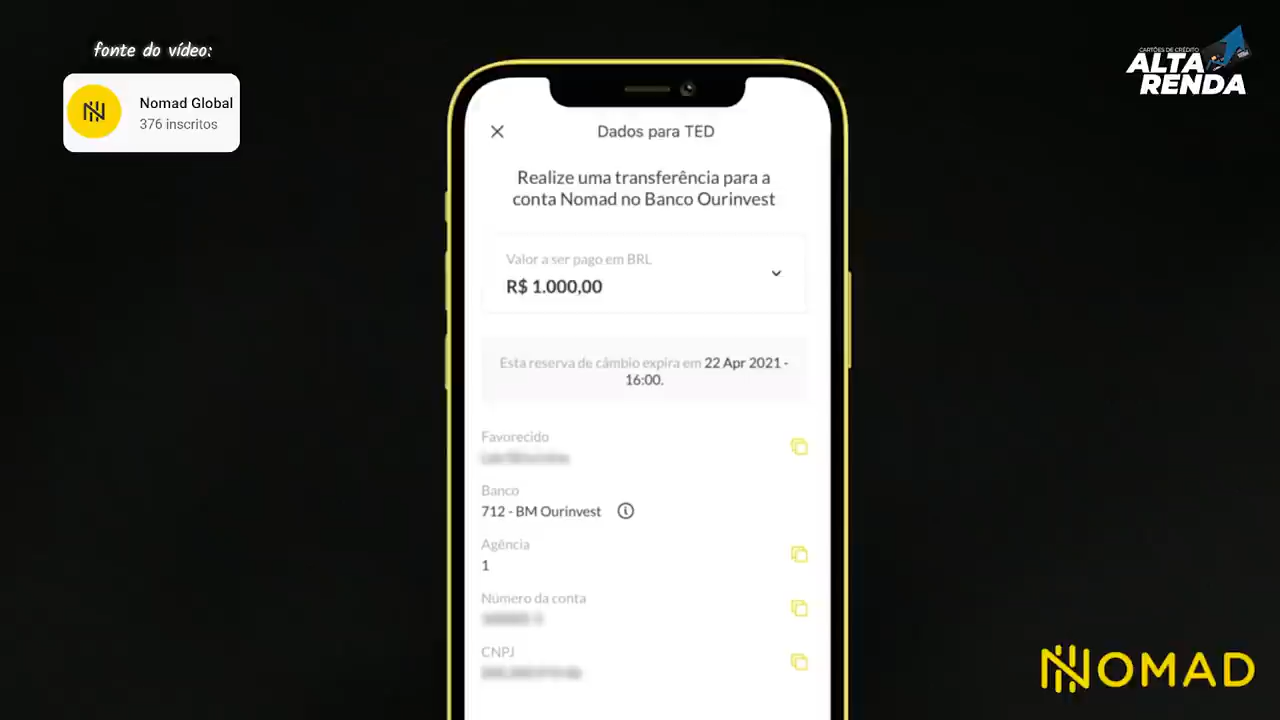 fonte do vídeo:
Nomad Global
376 inscritos
CARTÕES DE CRÉDITO
ALTA
RENDA
Dados para TED
Realize uma transferência para a
conta Nomad no Banco Ourinvest
Valor a ser pago em BRL
R$ 1.000,00
Esta reserva de câmbio expira em 22 Apr 2021 -
16:00.
Favorecido
Banco
712 - BM Ourinvest
Agência
1
Número da conta
CNPJ
NOMAD